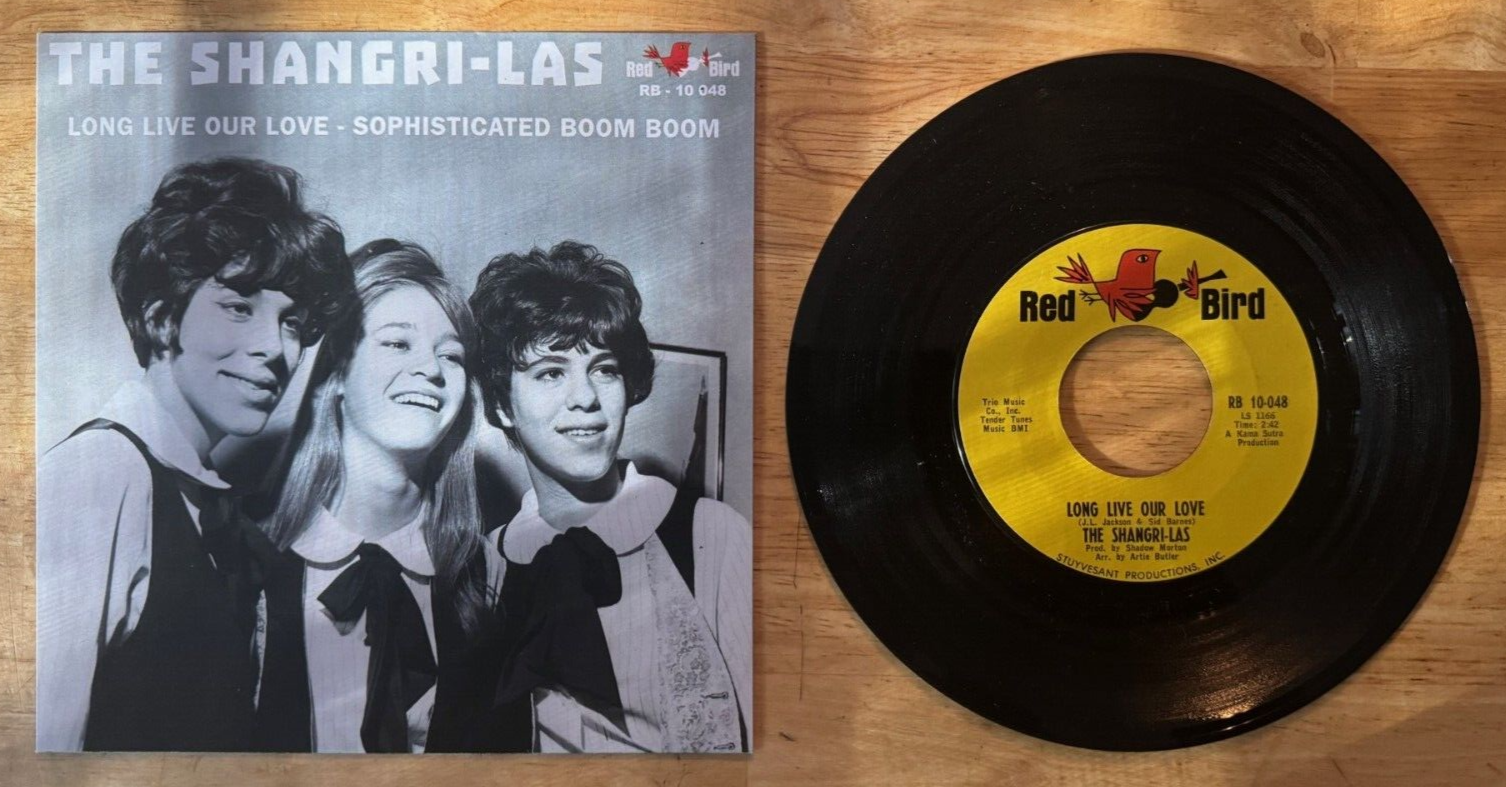 THE SHANGRI-LAS
Red Bird
RB - 10 048
LONG LIVE OUR LOVE - SOPHISTICATED BOOM BOOM
Red Bird
Trio Music
Co., Inc.
Tender Tunes
Music BMI
RB 10-048
LS 1166
Time: 2:42
A Kama Sutra
Production
LONG LIVE OUR LOVE
(J.L. Jackson & Sid Barnes)
THE SHANGRI-LAS
Prod. by Shadow Morton
Arr. by Artie Butler
STUYVESANT PRODUCTIONS, INC.